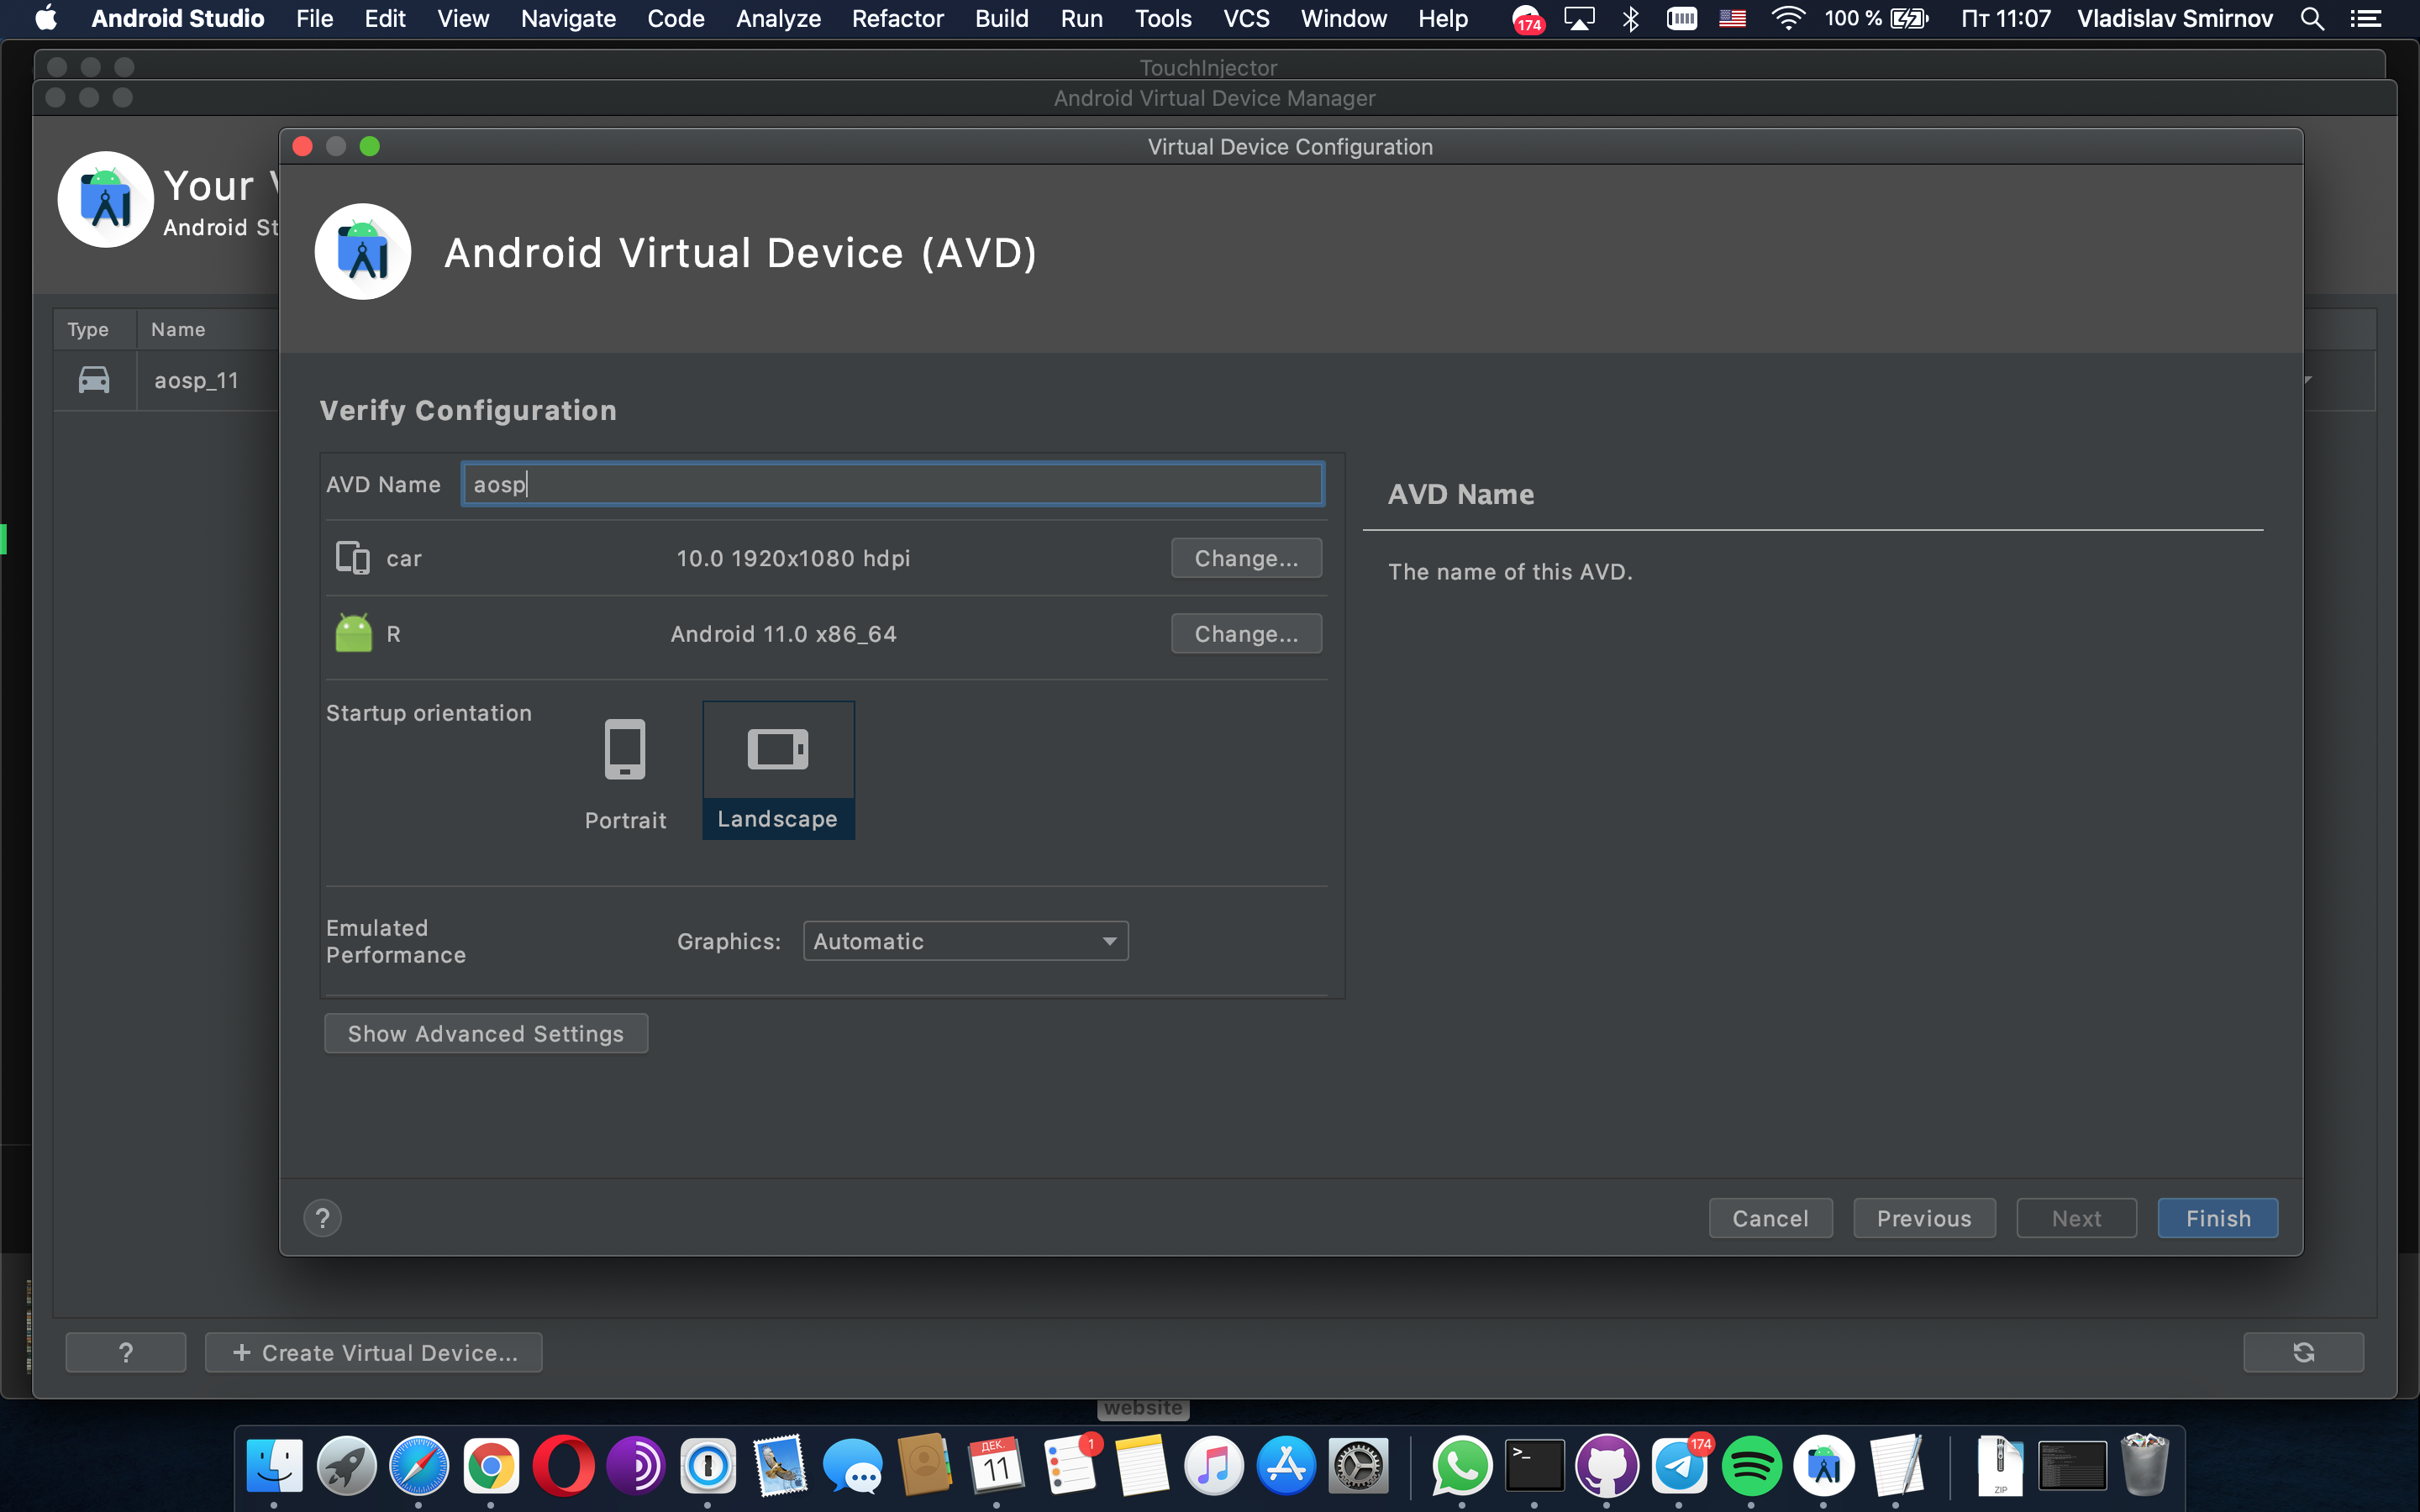 Android Studio File Edit View Navigate Code Analyze Refactor Build Run Tools VCS Window Help 174 100 % Пт 11:07 Vladislav Smirnov
TouchInjector
Android Virtual Device Manager
Virtual Device Configuration
Your
Android St
Android Virtual Device (AVD)
Type Name
aosp_11
Verify Configuration
AVD Name aosp
AVD Name
car 10.0 1920x1080 hdpi Change...
The name of this AVD.
R Android 11.0 x86_64 Change...
Startup orientation
Portrait Landscape
Emulated
Performance
Graphics: Automatic
Show Advanced Settings
? Cancel Previous Next Finish
? + Create Virtual Device...
website
ДЕК.
11
1
>_
174
ZIP